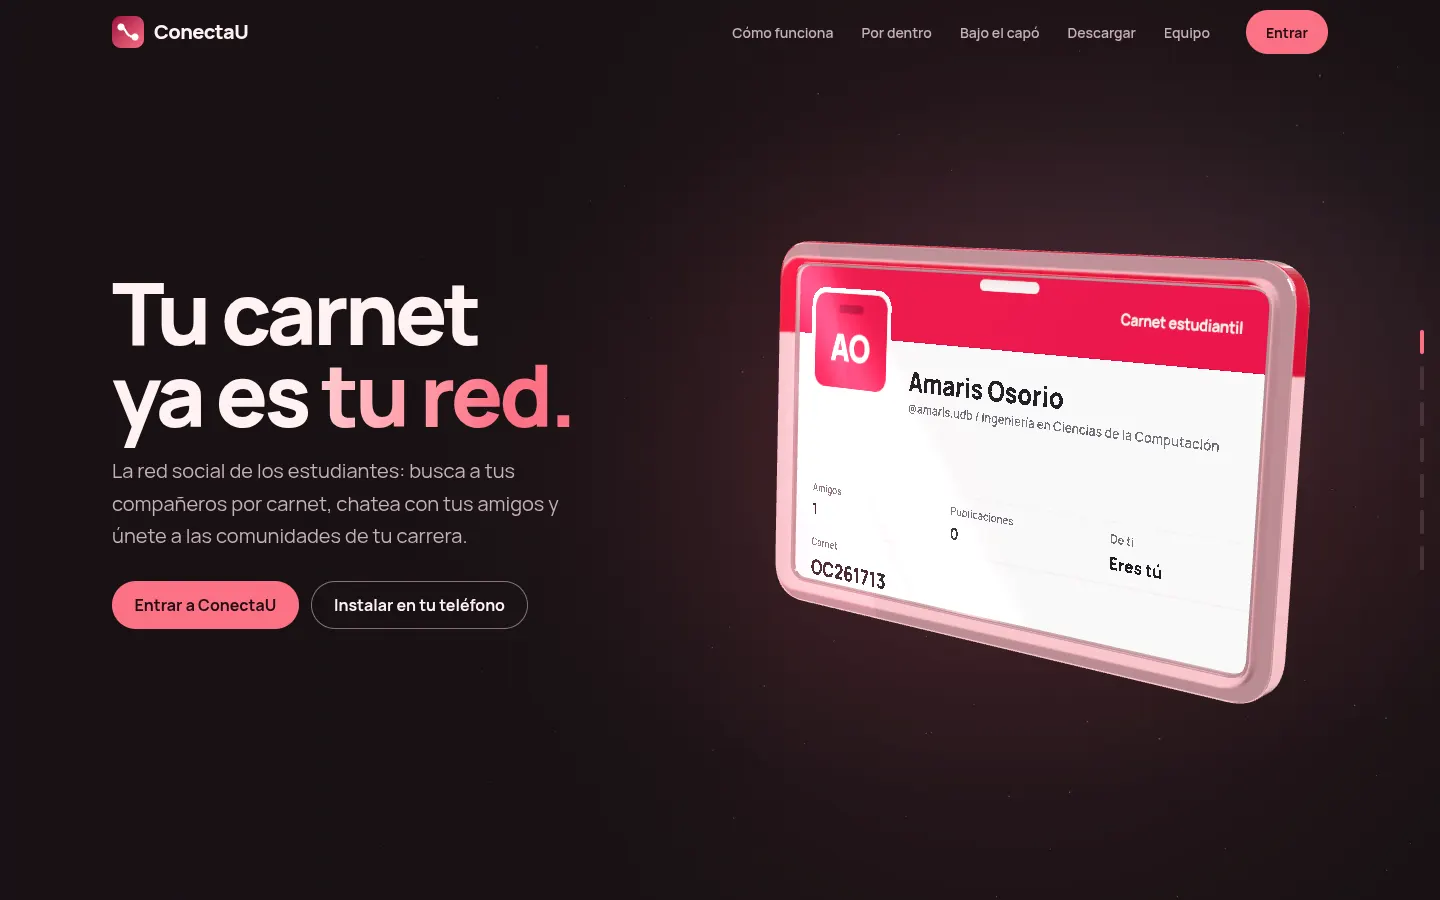 ConectaU
Cómo funciona
Por dentro
Bajo el capó
Descargar
Equipo
Entrar
Tu carnet
ya es tu red.
La red social de los estudiantes: busca a tus
compañeros por carnet, chatea con tus amigos y
únete a las comunidades de tu carrera.
Entrar a ConectaU
Instalar en tu teléfono
Carnet estudiantil
AO
Amaris Osorio
@amaris.udb / Ingeniería en Ciencias de la Computación
Amigos
1
Publicaciones
0
De ti
Eres tú
Carnet
OC261713